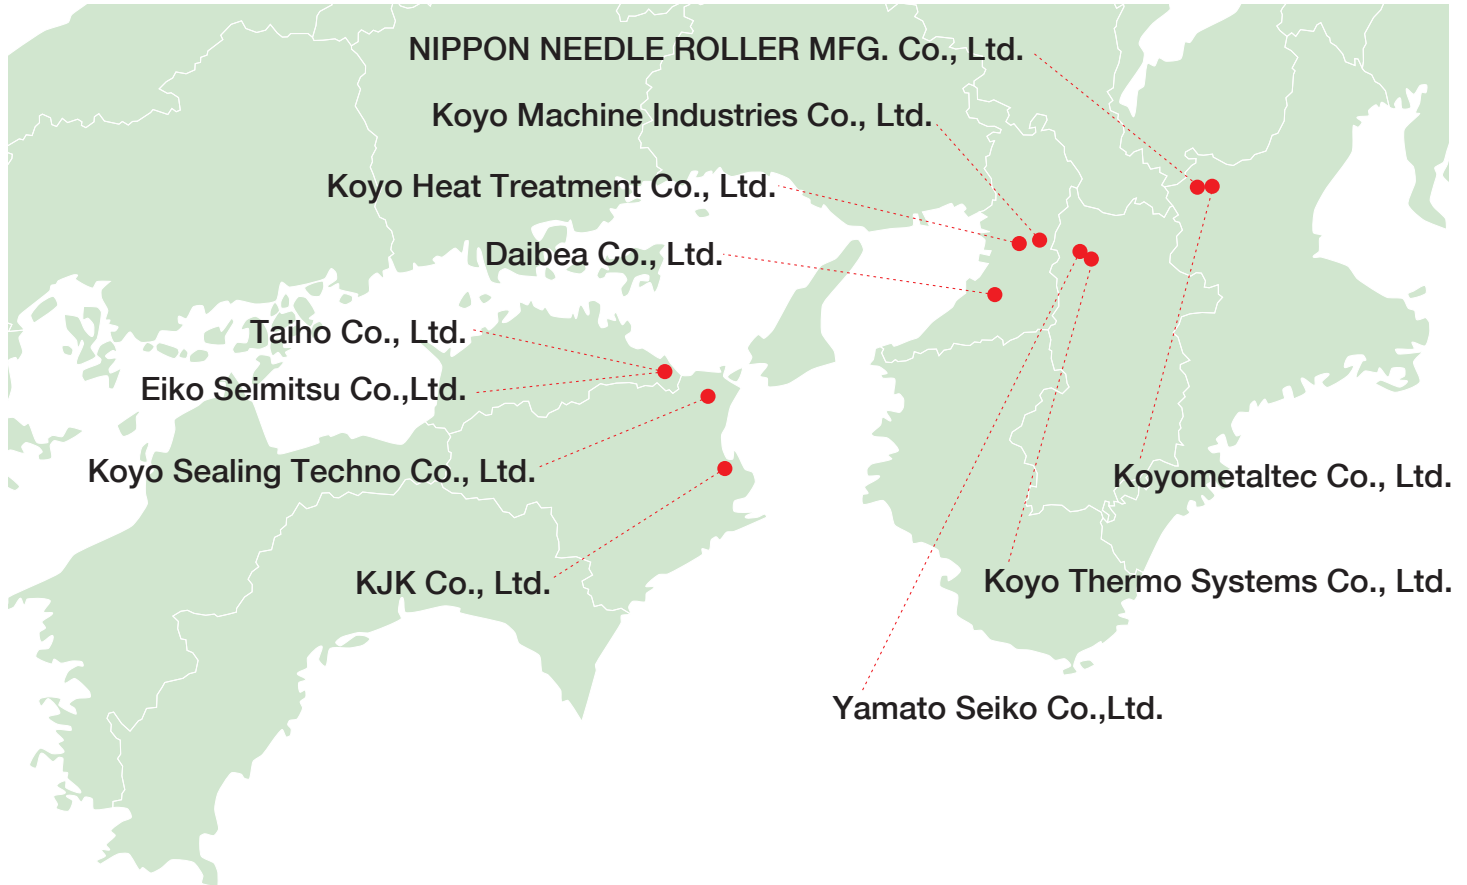 NIPPON NEEDLE ROLLER MFG. Co., Ltd.
Koyo Machine Industries Co., Ltd.
Koyo Heat Treatment Co., Ltd.
Daibea Co., Ltd.
Taiho Co., Ltd.
Eiko Seimitsu Co.,Ltd.
Koyo Sealing Techno Co., Ltd.
Koyometaltec Co., Ltd.
KJK Co., Ltd.
Koyo Thermo Systems Co., Ltd.
Yamato Seiko Co.,Ltd.